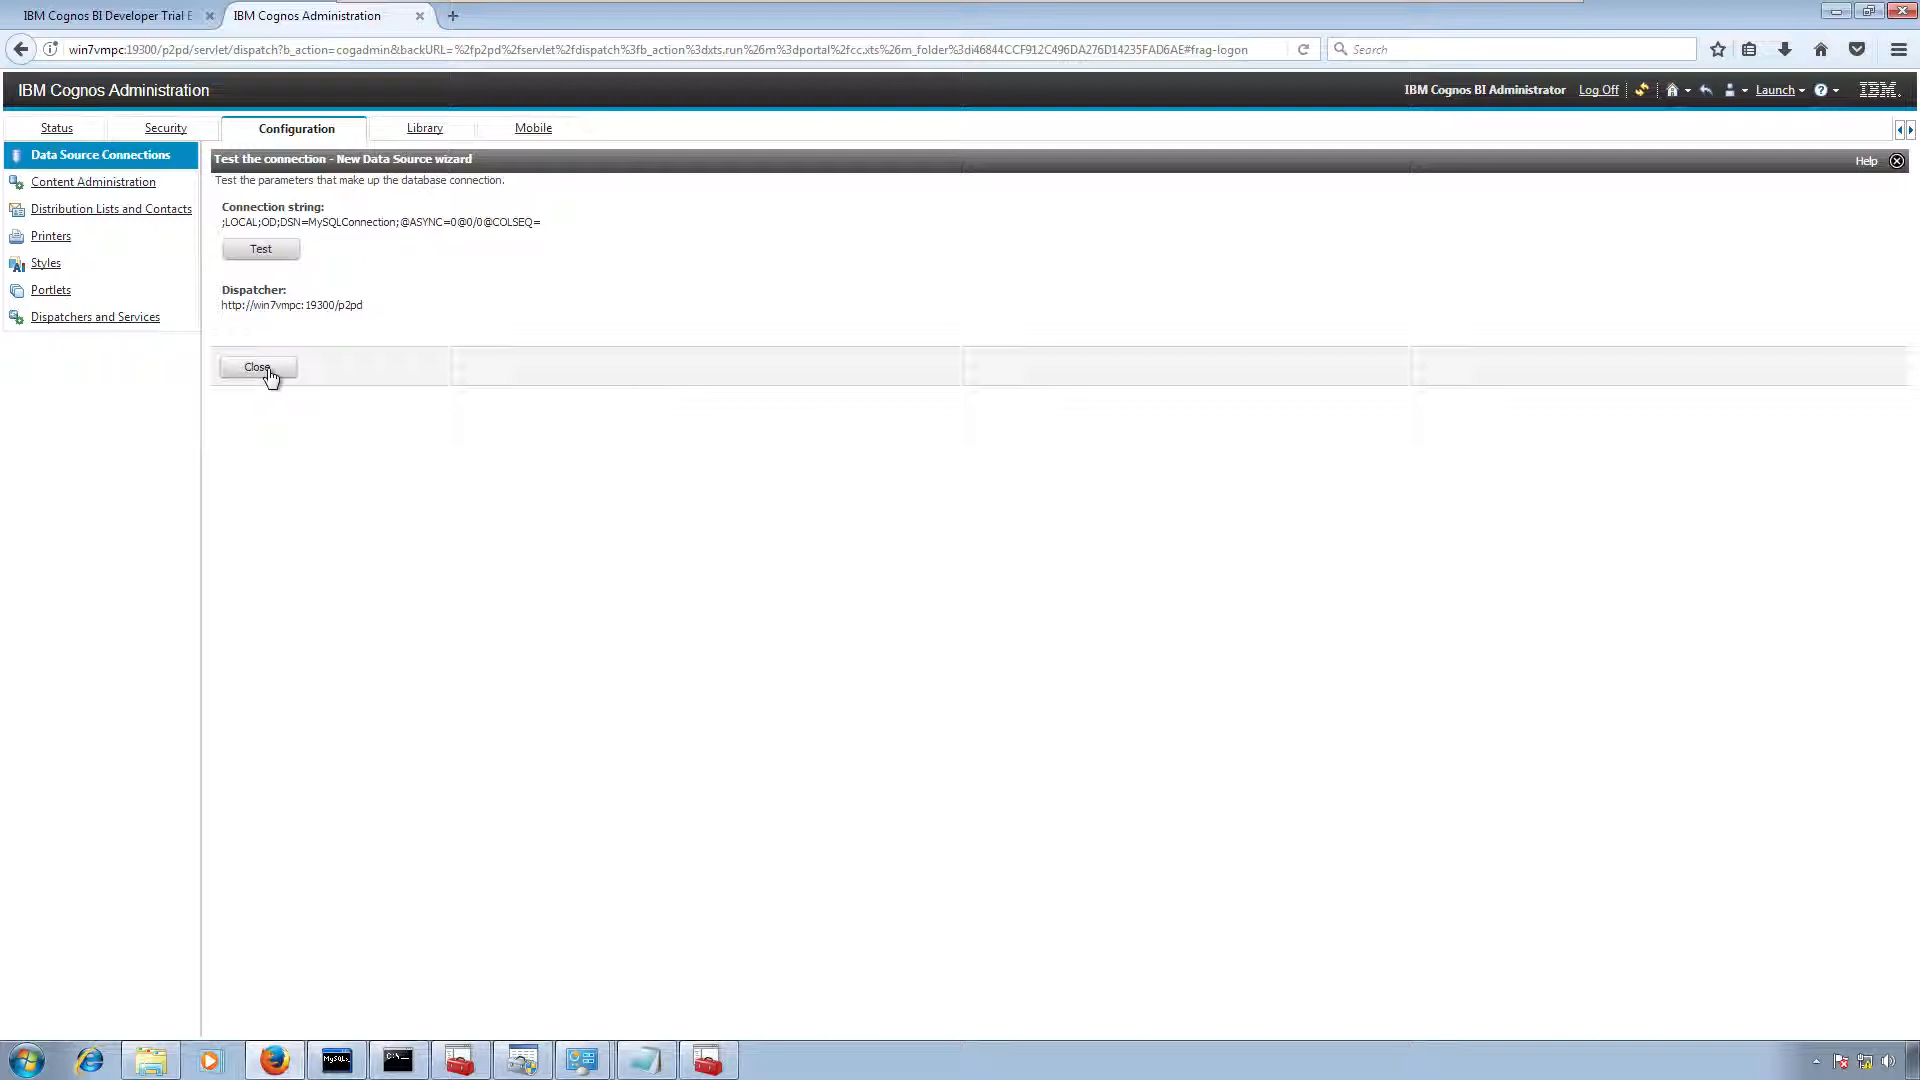 IBM Cognos BI Developer Trial E
IBM Cognos Administration
win7vmpc:19300/p2pd/servlet/dispatch?b_action=cogadmin&backURL=%2fp2pd%2fservlet%2fdispatch%3fb_action%3dxts.run%26m%3dportal%2fcc.xts%26m_folder%3di46844CCF912C496DA276D14235FAD6AE#frag-logon
Search
IBM Cognos Administration
IBM Cognos BI Administrator Log Off Launch IBM.
Status Security Configuration Library Mobile
Data Source Connections
Content Administration
Distribution Lists and Contacts
Printers
Styles
Portlets
Dispatchers and Services
Test the connection - New Data Source wizard
Help
Test the parameters that make up the database connection.
Connection string:
;LOCAL;OD;DSN=MySQLConnection;@ASYNC=0@0/0@COLSEQ=
Test
Dispatcher:
http://win7vmpc:19300/p2pd
Close